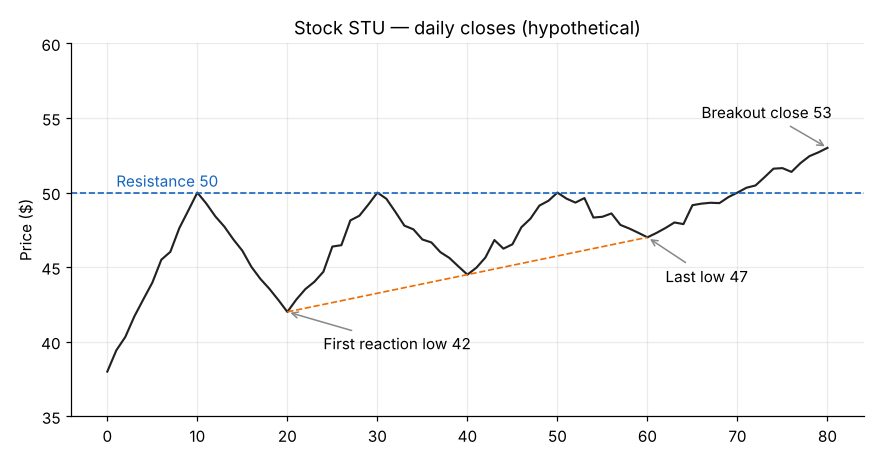 Stock STU — daily closes (hypothetical)
60
55
50
45
40
35
Price ($)
Resistance 50
Breakout close 53
Last low 47
First reaction low 42
0 10 20 30 40 50 60 70 80